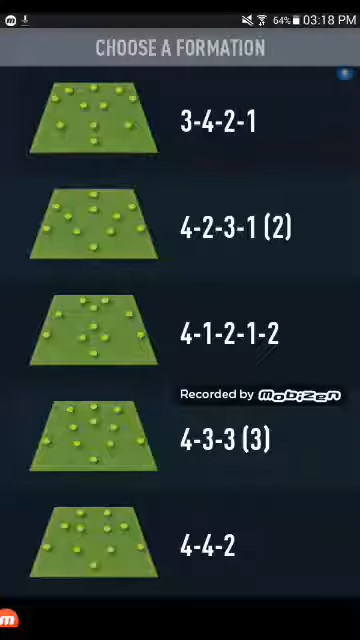 64% 03:18 PM
CHOOSE A FORMATION
3-4-2-1
4-2-3-1 (2)
4-1-2-1-2
Recorded by mobizen
4-3-3 (3)
4-4-2